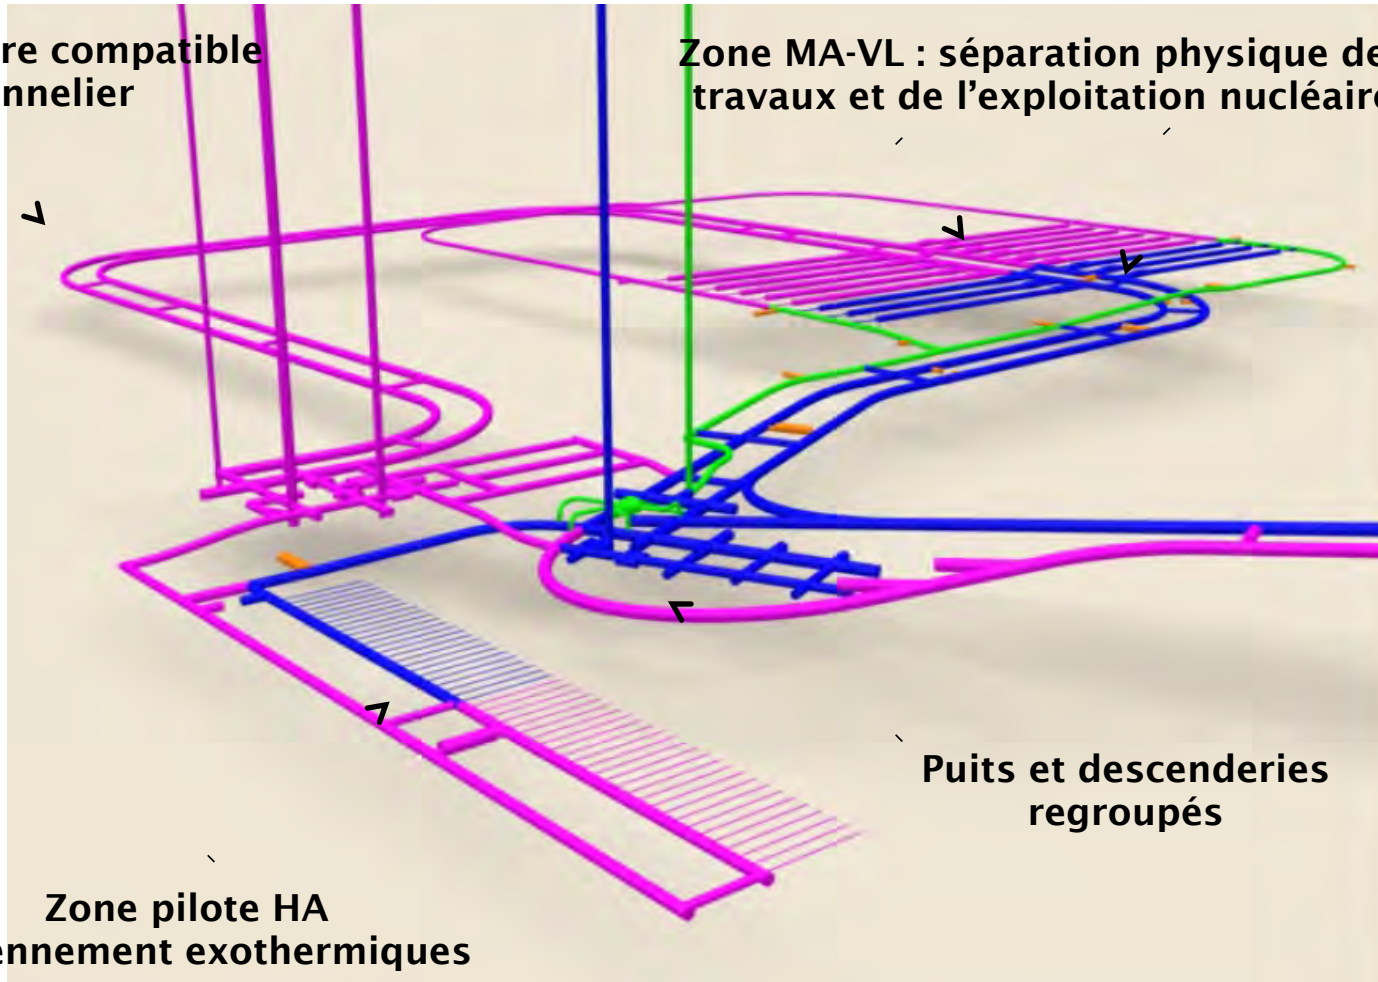 re compatible
nnelier
Zone MA-VL : séparation physique de
travaux et de l'exploitation nucléaire
Puits et descenderies
regroupés
Zone pilote HA
ennement exothermiques